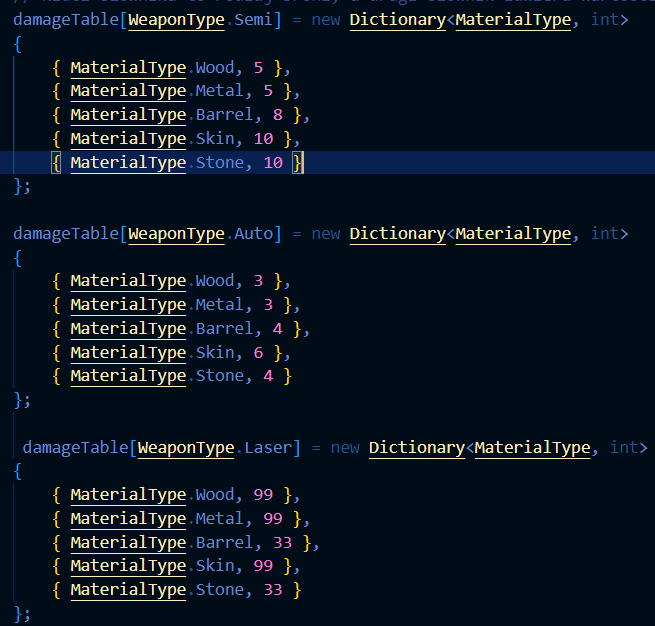 damageTable[WeaponType.Semi] = new Dictionary<MaterialType, int>
{
{ MaterialType.Wood, 5 },
{ MaterialType.Metal, 5 },
{ MaterialType.Barrel, 8 },
{ MaterialType.Skin, 10 },
{ MaterialType.Stone, 10 }
};
damageTable[WeaponType.Auto] = new Dictionary<MaterialType, int>
{
{ MaterialType.Wood, 3 },
{ MaterialType.Metal, 3 },
{ MaterialType.Barrel, 4 },
{ MaterialType.Skin, 6 },
{ MaterialType.Stone, 4 }
};
damageTable[WeaponType.Laser] = new Dictionary<MaterialType, int>
{
{ MaterialType.Wood, 99 },
{ MaterialType.Metal, 99 },
{ MaterialType.Barrel, 33 },
{ MaterialType.Skin, 99 },
{ MaterialType.Stone, 33 }
};